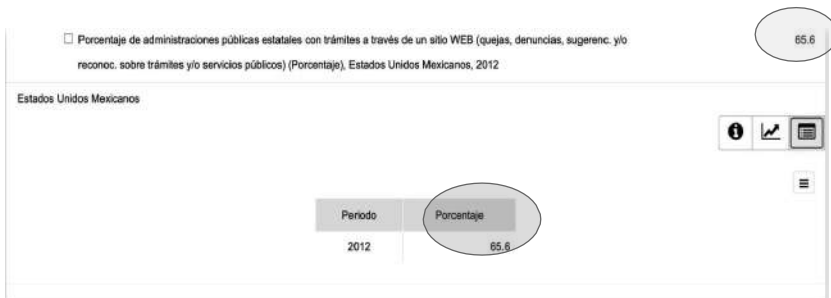 Porcentaje de administraciones públicas estatales con trámites a través de un sitio WEB (quejas, denuncias, sugerenc. y/o
65.6
reconoc. sobre trámites y/o servicios públicos) (Porcentaje), Estados Unidos Mexicanos, 2012
Estados Unidos Mexicanos
Periodo Porcentaje
2012 65.6